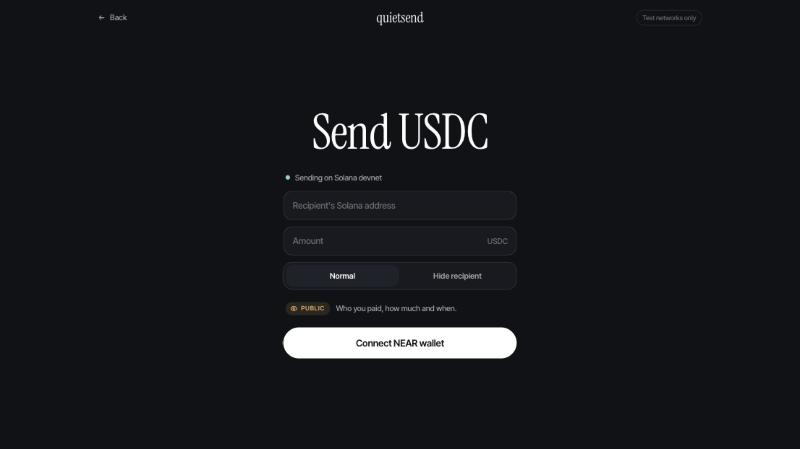 ← Back
quietsend
Test networks only
Send USDC
Sending on Solana devnet
Recipient's Solana address
Amount USDC
Normal Hide recipient
PUBLIC Who you paid, how much and when.
Connect NEAR wallet